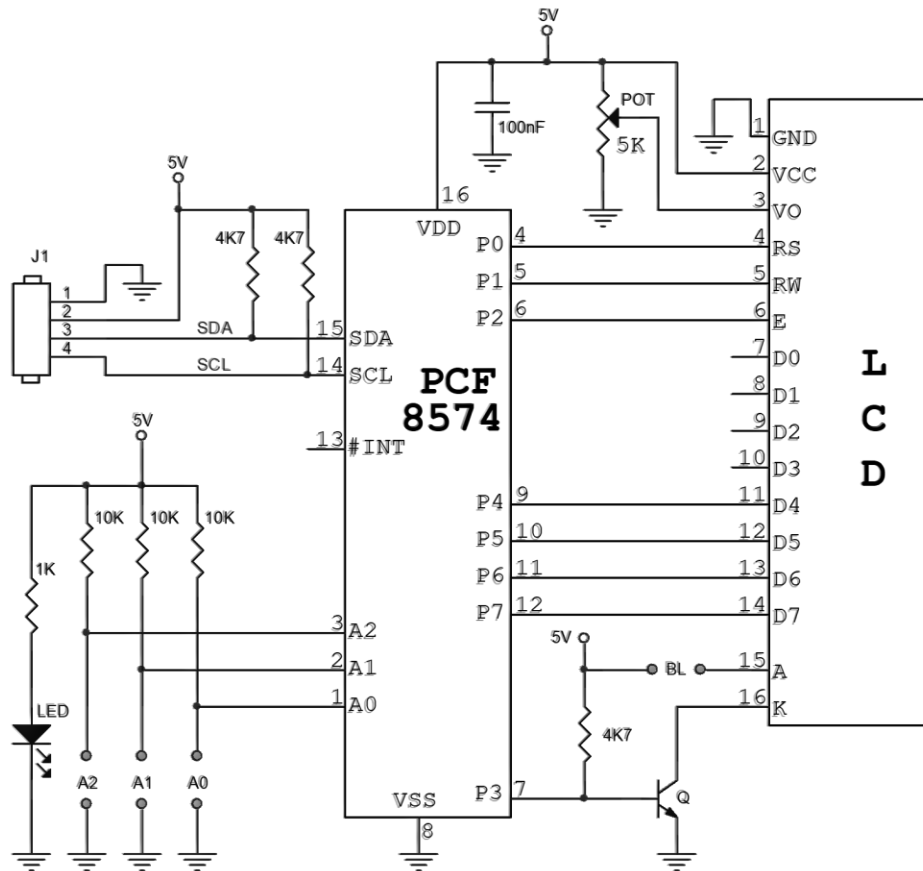 5V
POT
5K
100nF
1
GND
2
VCC
3
VO
5V
16
VDD
4K7 4K7
J1
1
2
3
4
SDA
SCL
15
SDA
14
SCL
PCF
8574
13
#INT
P0
4
4
RS
P1
5
5
RW
P2
6
6
E
7
D0
8
D1
9
D2
10
D3
L
C
D
5V
10K 10K 10K
1K
LED
P4
9
11
D4
P5
10
12
D5
P6
11
13
D6
P7
12
14
D7
3
A2
2
A1
1
A0
A2 A1 A0
5V
BL
15
A
16
K
4K7
P3
7
Q
VSS
8